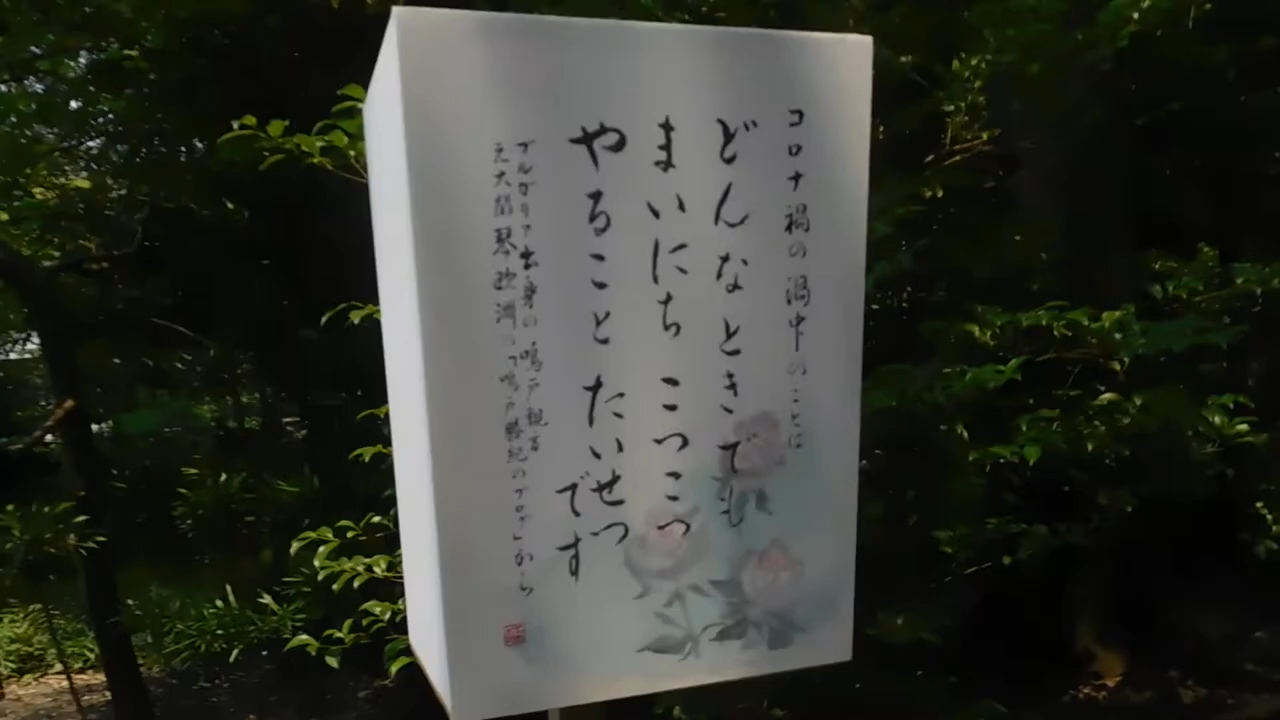 コロナ禍の渦中のことは
どんなときでも
まいにち こつこつ
やること たいせつ
です
ブルガリア出身の 鳴戸親方
元大関 琴欧洲の「鳴戸勝紀のブログ」から